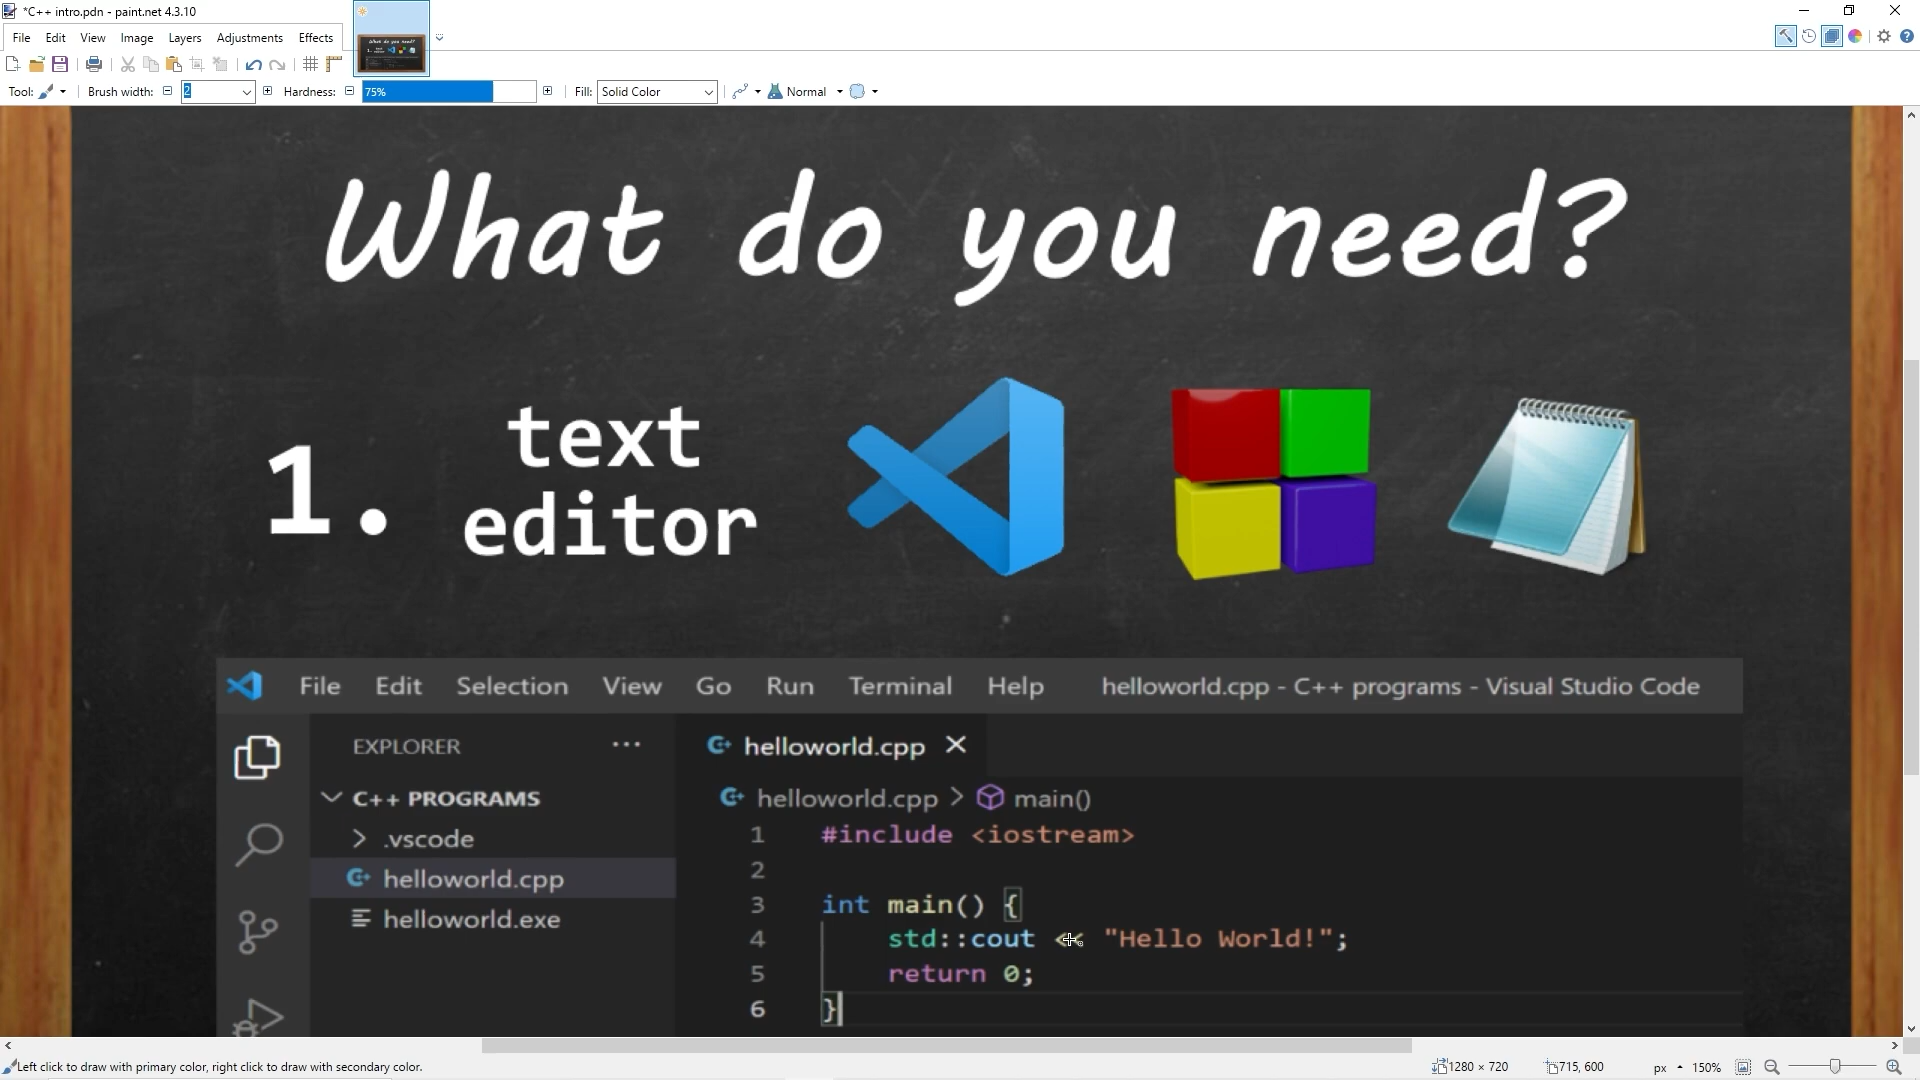 *C++ intro.pdn - paint.net 4.3.10
File Edit View Image Layers Adjustments Effects
Tool: Brush width: 2 Hardness: 75% Fill: Solid Color Normal
What do you need?
1. text
editor
File Edit Selection View Go Run Terminal Help helloworld.cpp - C++ programs - Visual Studio Code
EXPLORER ··· helloworld.cpp
C++ PROGRAMS helloworld.cpp > main()
> .vscode
helloworld.cpp
helloworld.exe
1 #include <iostream>
2
3 int main() {
4 std::cout << "Hello World!";
5 return 0;
6 }
Left click to draw with primary color, right click to draw with secondary color. 1280 × 720 715, 600 px 150%